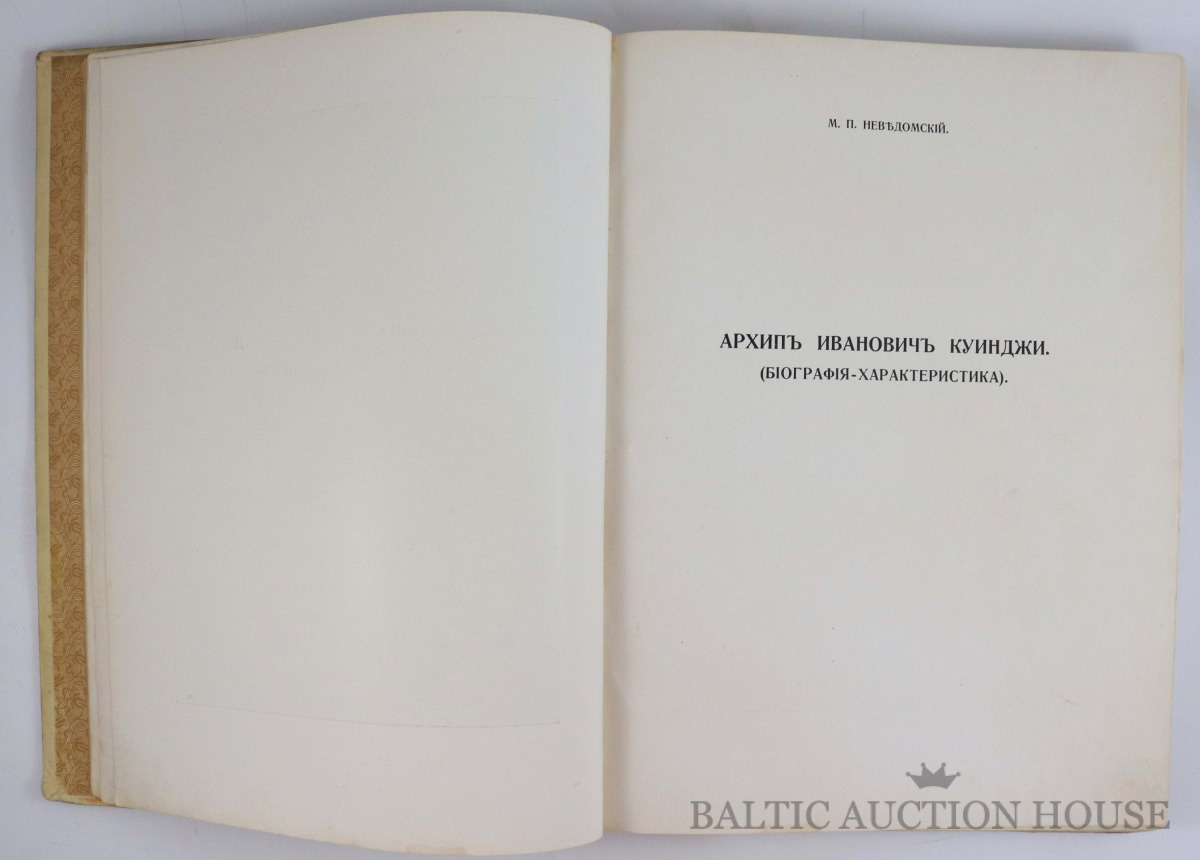 М. П. НЕВѢДОМСКІЙ.
АРХИПЪ ИВАНОВИЧЪ КУИНДЖИ.
(БІОГРАФІЯ-ХАРАКТЕРИСТИКА).
BALTIC AUCTION HOUSE